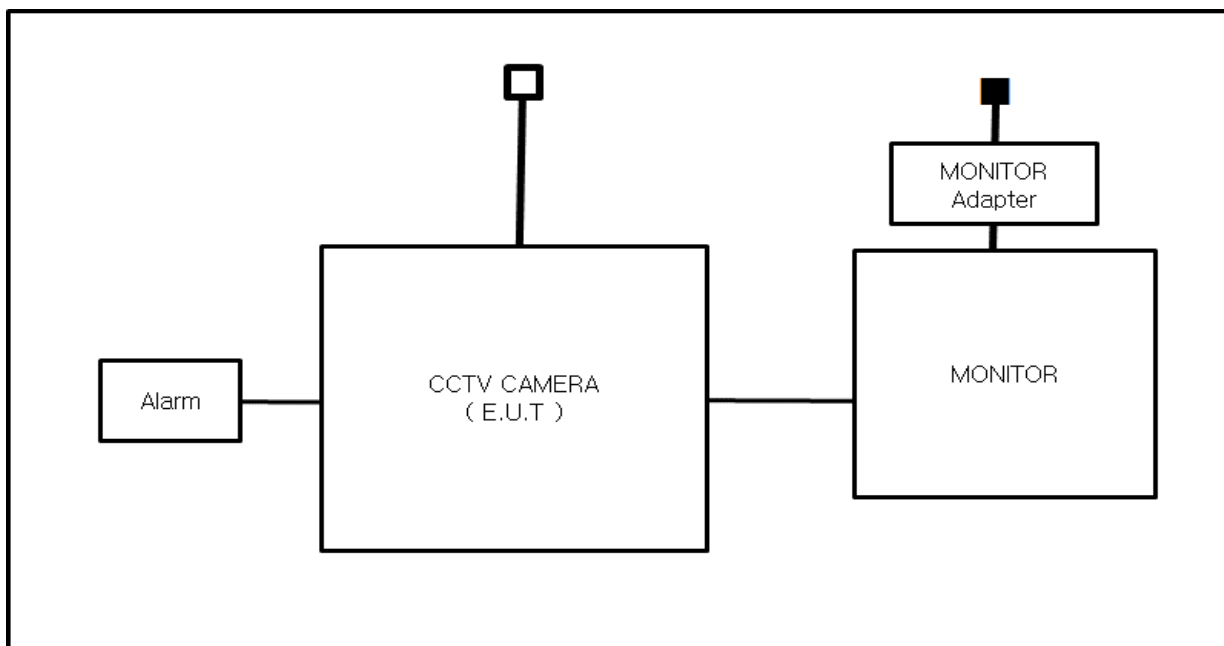 MONITOR
Adapter
CCTV CAMERA
( E.U.T )
MONITOR
Alarm